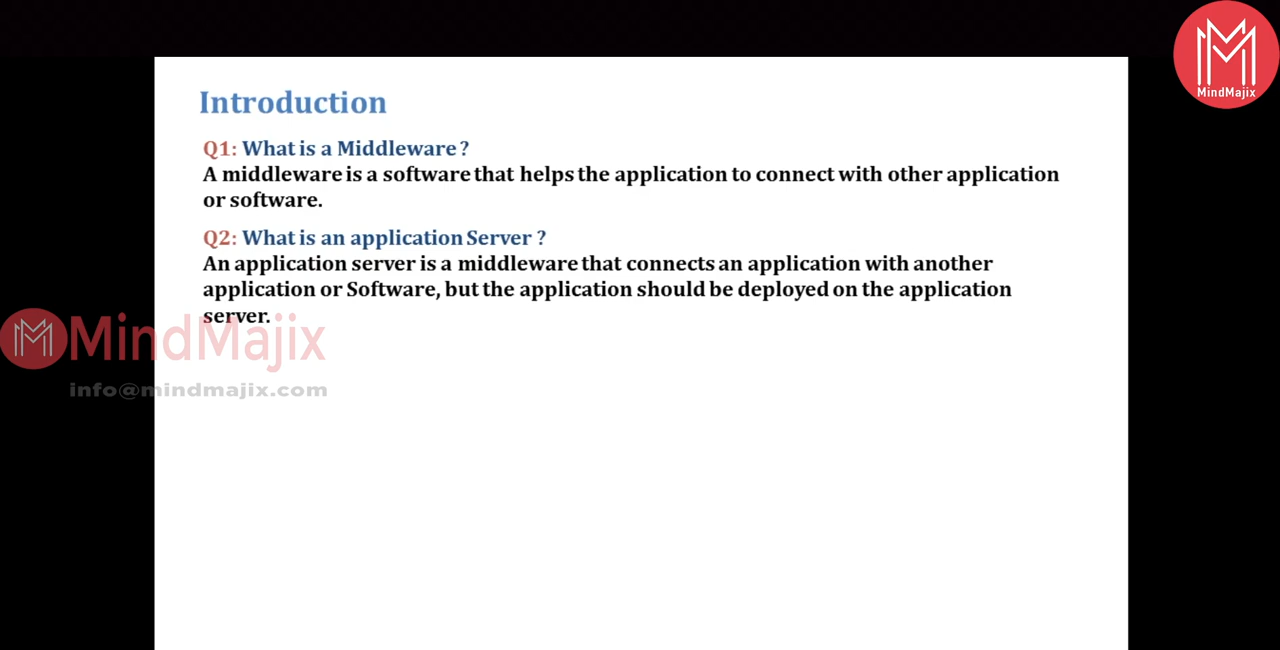 MindMajix
Introduction
Q1: What is a Middleware ?
A middleware is a software that helps the application to connect with other application
or software.
Q2: What is an application Server ?
An application server is a middleware that connects an application with another
application or Software, but the application should be deployed on the application
server.
MindMajix
info@mindmajix.com